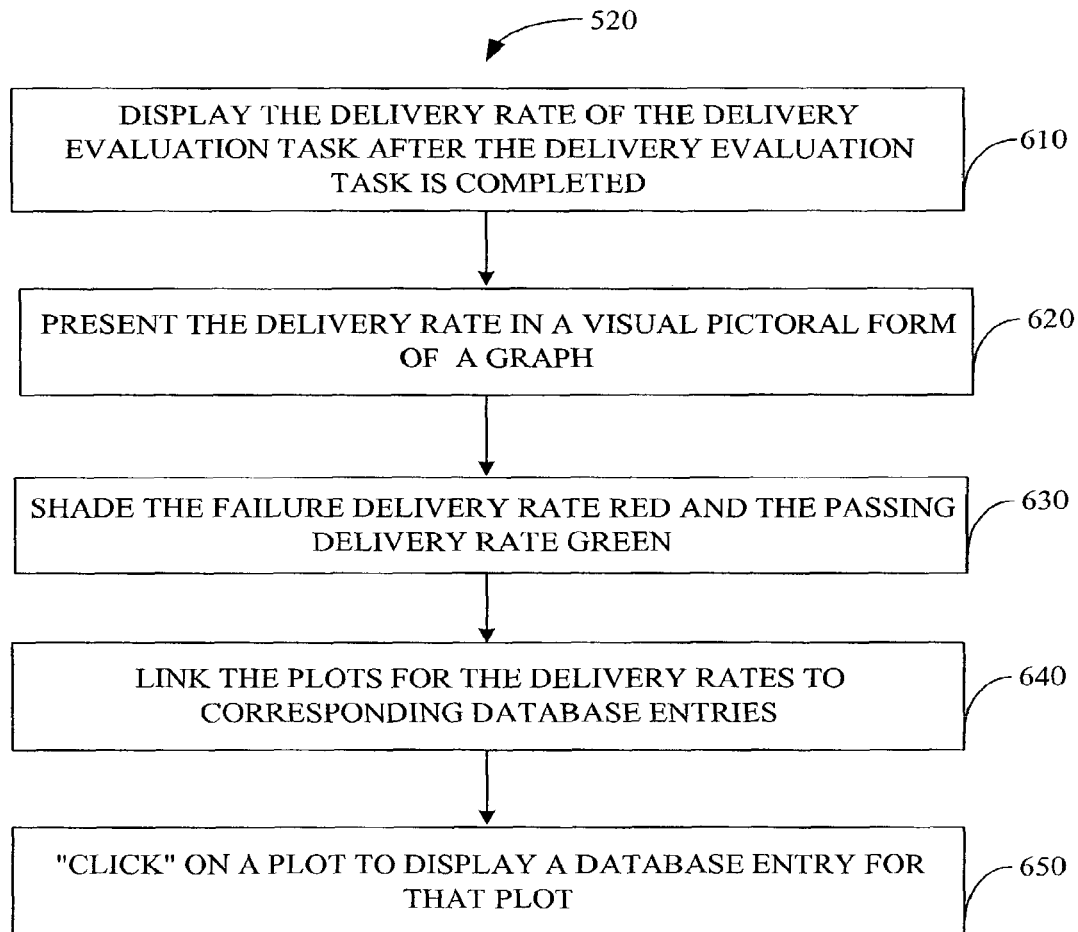 520
DISPLAY THE DELIVERY RATE OF THE DELIVERY
EVALUATION TASK AFTER THE DELIVERY EVALUATION
TASK IS COMPLETED
610
PRESENT THE DELIVERY RATE IN A VISUAL PICTORAL FORM
OF A GRAPH
620
SHADE THE FAILURE DELIVERY RATE RED AND THE PASSING
DELIVERY RATE GREEN
630
LINK THE PLOTS FOR THE DELIVERY RATES TO
CORRESPONDING DATABASE ENTRIES
640
"CLICK" ON A PLOT TO DISPLAY A DATABASE ENTRY FOR
THAT PLOT
650